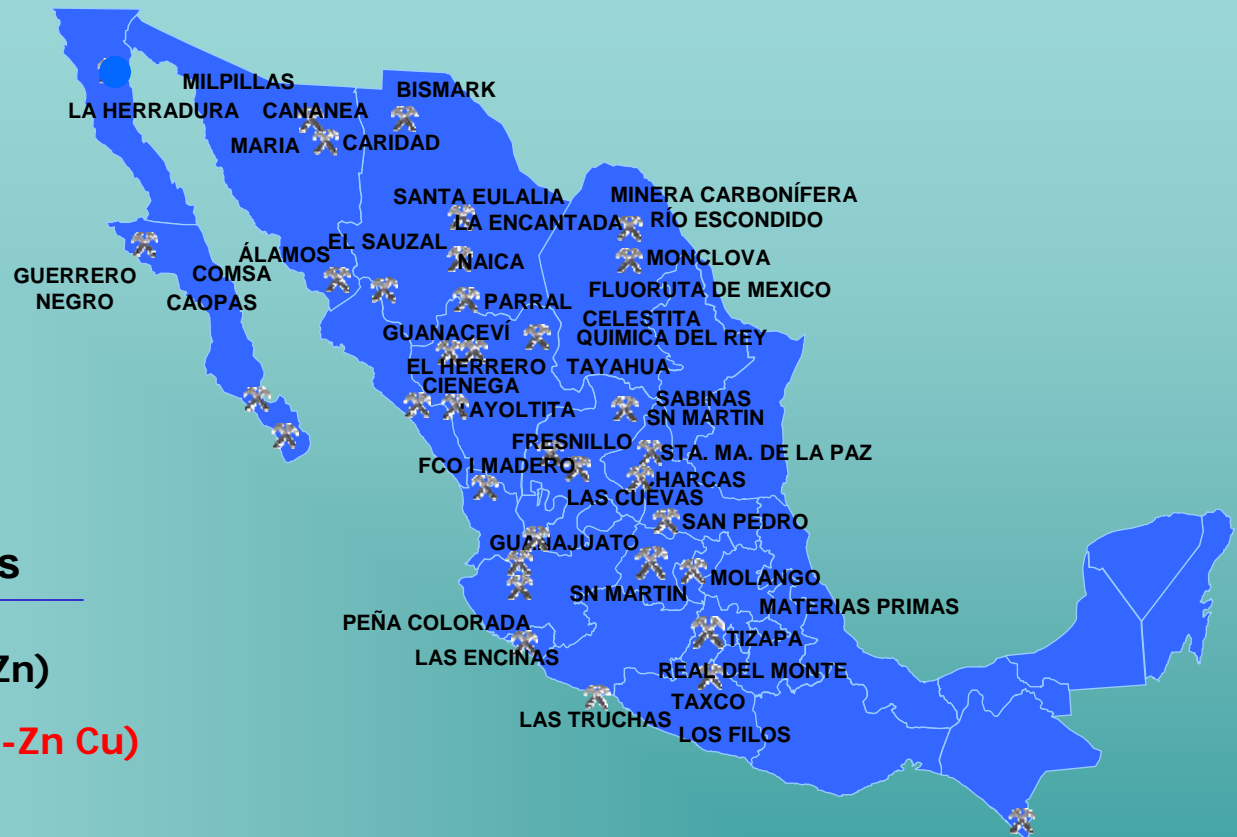 MILPILLAS
BISMARK
LA HERRADURA
CANANEA
MARIA
CARIDAD
SANTA EULALIA
MINERA CARBONÍFERA
LA ENCANTADA
RÍO ESCONDIDO
EL SAUZAL
ÁLAMOS
NAICA
MONCLOVA
GUERRERO
NEGRO
COMSA
CAOPAS
FLUORUTA DE MEXICO
PARRAL
CELESTITA
GUANACEVÍ
QUIMICA DEL REY
EL HERRERO
TAYAHUA
CIENEGA
SABINAS
AYOLTITA
SN MARTIN
FRESNILLO
STA. MA. DE LA PAZ
FCO I MADERO
HARCAS
LAS CUEVAS
SAN PEDRO
GUANAJUATO
s
MOLANGO
SN MARTIN
MATERIAS PRIMAS
PEÑA COLORADA
TIZAPA
LAS ENCINAS
Zn)
REAL DEL MONTE
TAXCO
LAS TRUCHAS
LOS FILOS
-Zn Cu)